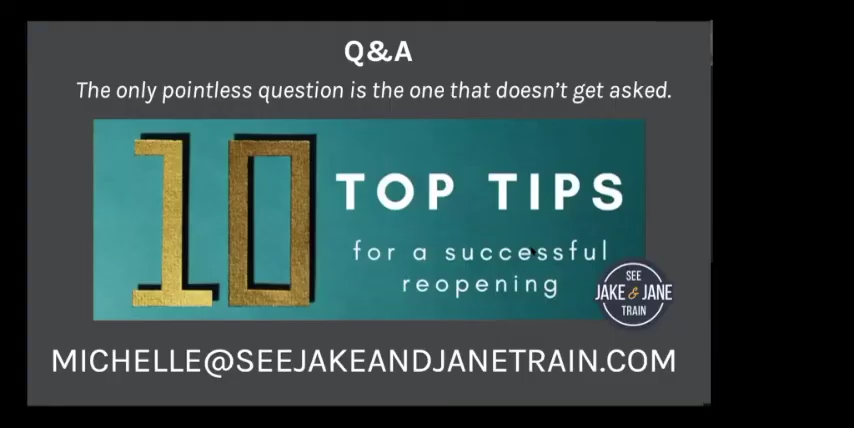 Q&A
The only pointless question is the one that doesn't get asked.
10
TOP TIPS
for a successful
reopening
SEE
JAKE & JANE
TRAIN
MICHELLE@SEEJAKEANDJANETRAIN.COM